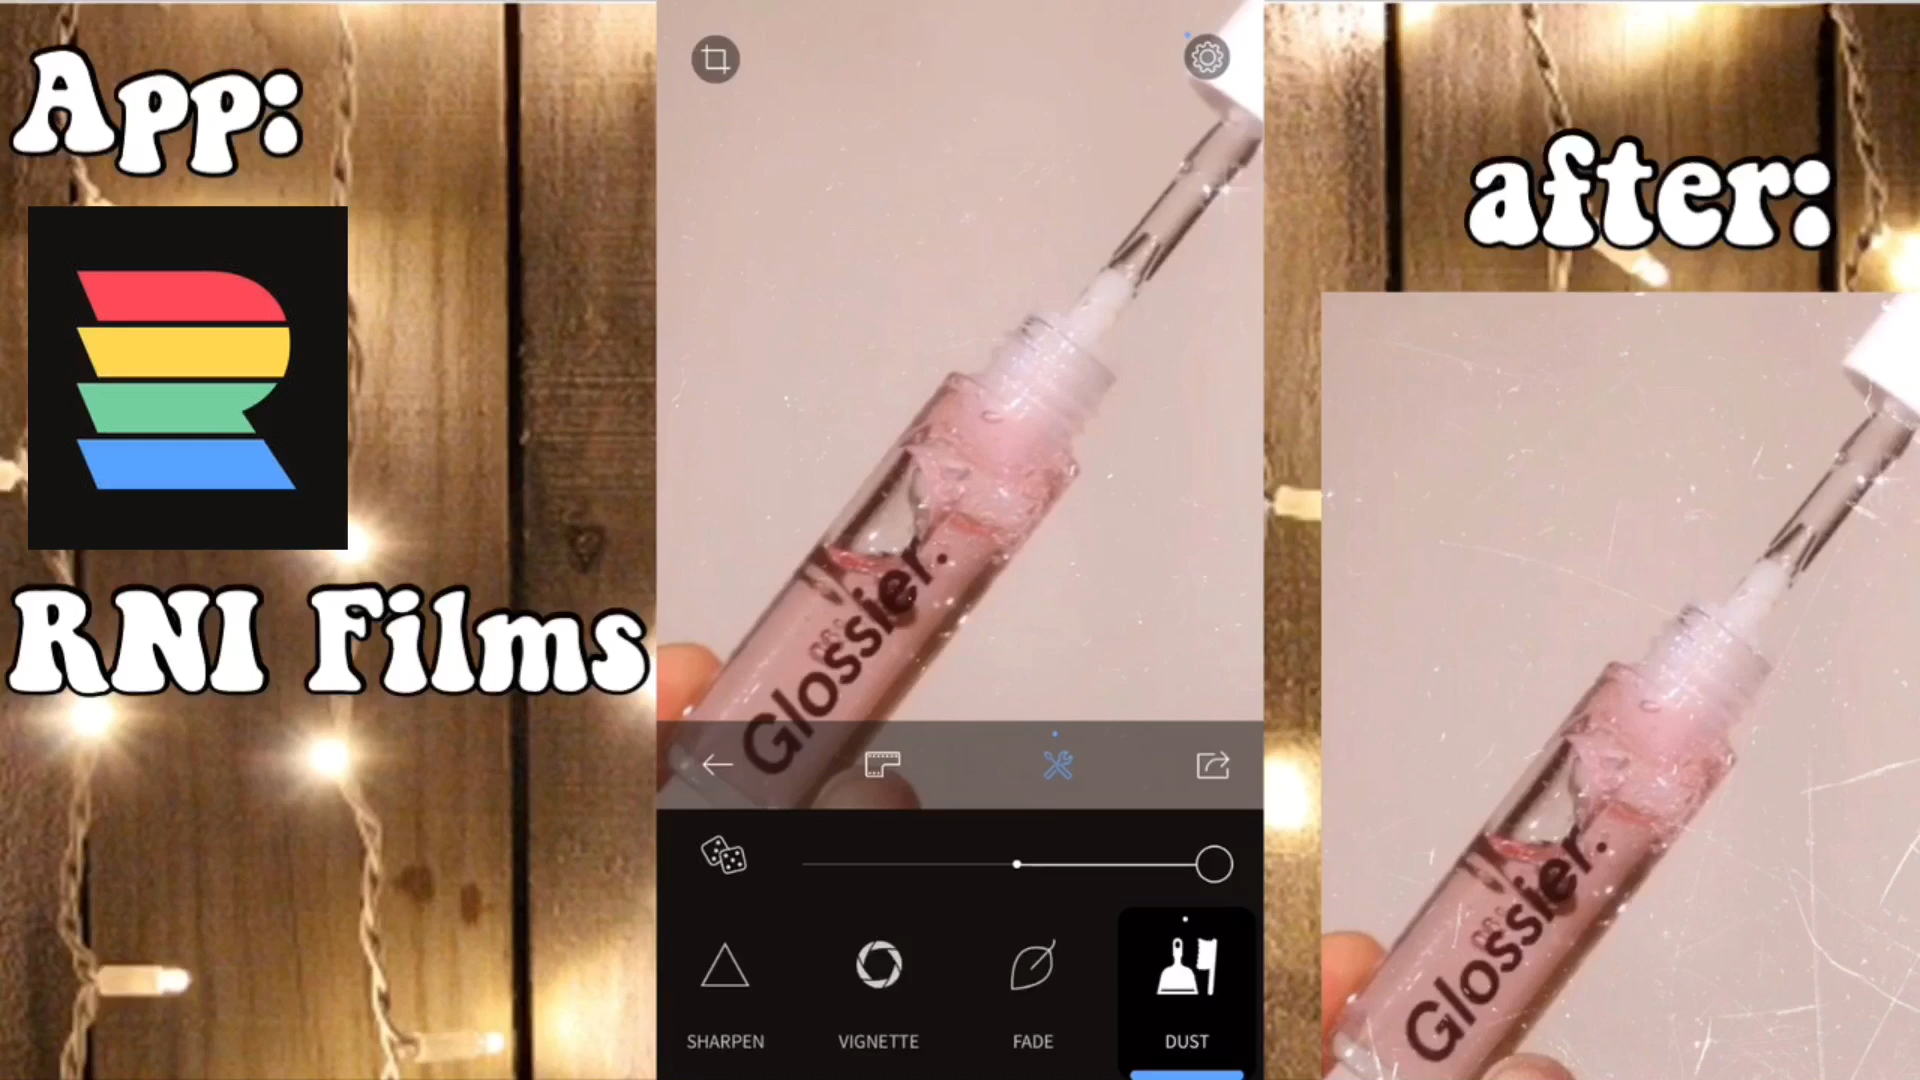 App:
RNI Films
Glossier.
SHARPEN
VIGNETTE
FADE
DUST
after:
Glossier.